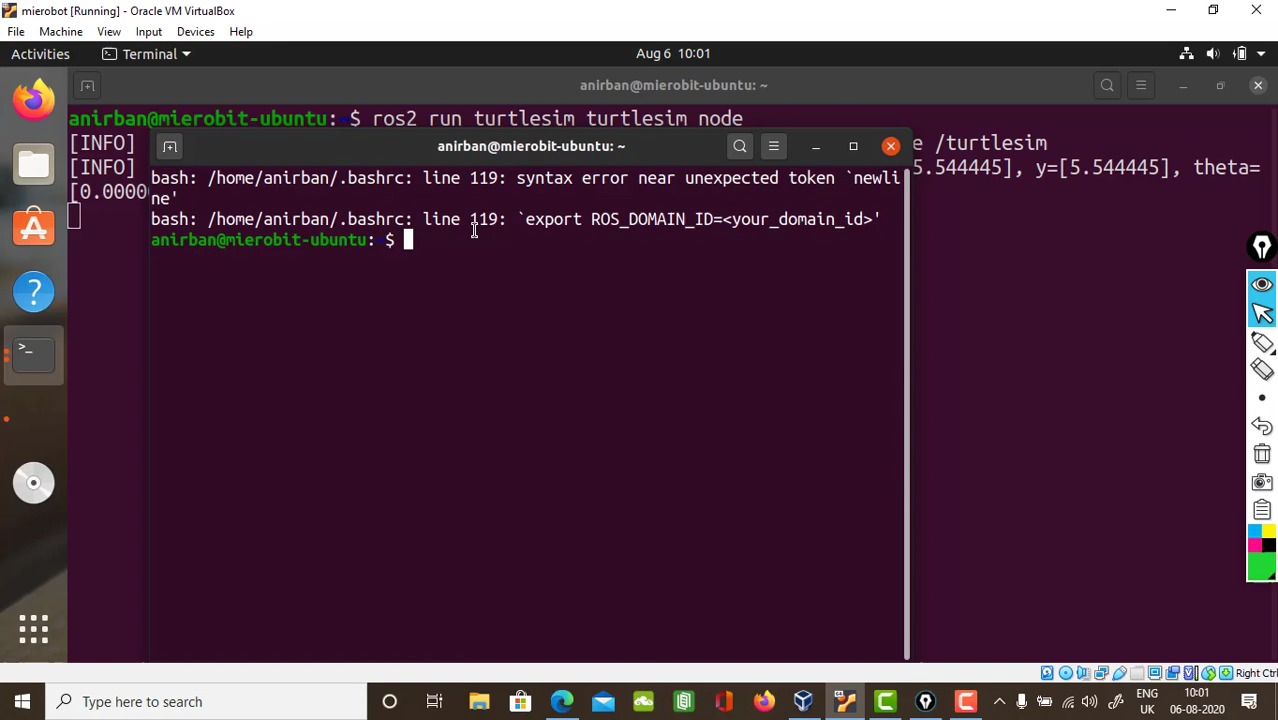 mierobot [Running] - Oracle VM VirtualBox
File Machine View Input Devices Help
Activities Terminal Aug 6 10:01
anirban@mierobit-ubuntu: ~
anirban@mierobit-ubuntu:~$ ros2 run turtlesim turtlesim_node
[INFO] e /turtlesim
[INFO] 5.544445], y=[5.544445], theta=
[0.0000
anirban@mierobit-ubuntu: ~
bash: /home/anirban/.bashrc: line 119: syntax error near unexpected token `newli
ne'
bash: /home/anirban/.bashrc: line 119: `export ROS_DOMAIN_ID=<your_domain_id>'
anirban@mierobit-ubuntu:~$
Right Ctrl
Type here to search
ENG 10:01
UK 06-08-2020